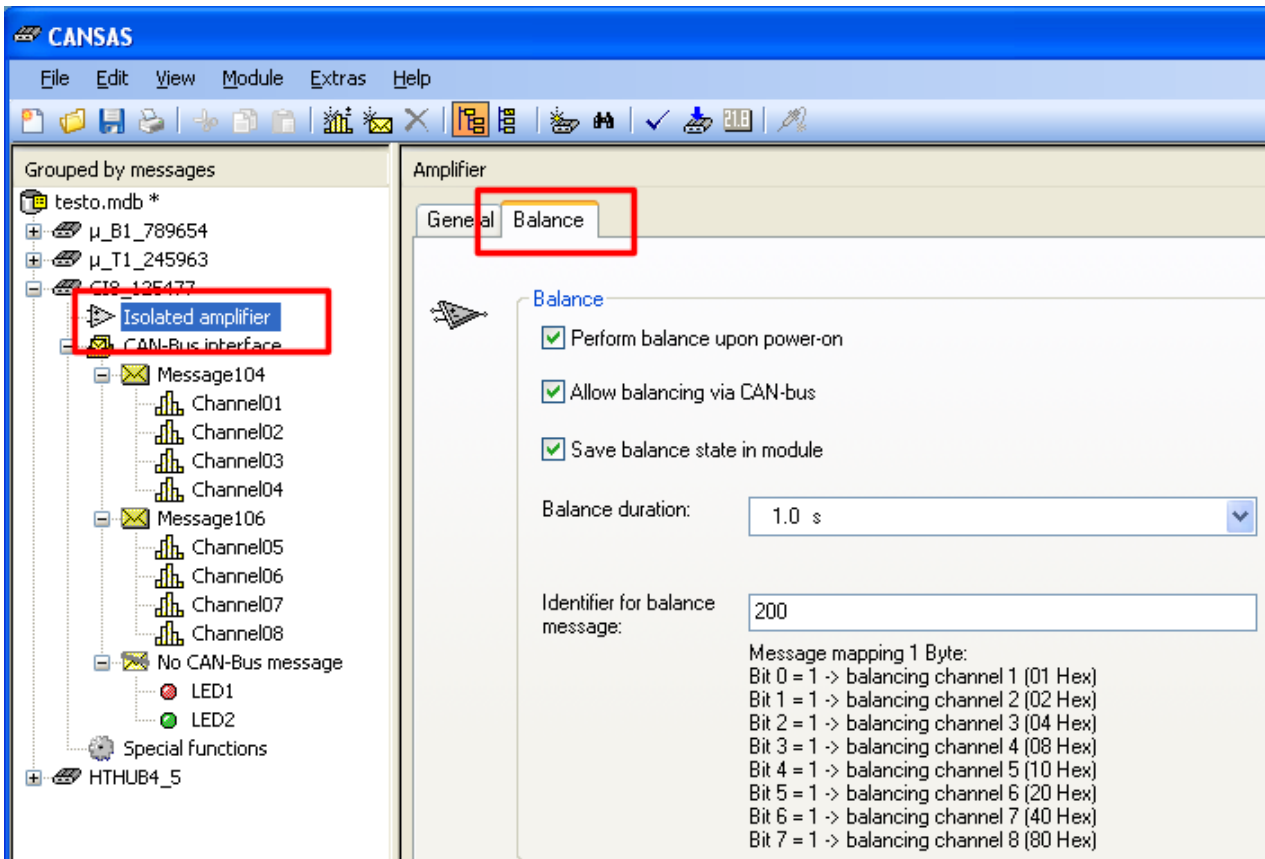 CANSAS
File Edit View Module Extras Help
Grouped by messages
testo.mdb *
µ_B1_789654
µ_T1_245963
CI8_125477
Isolated amplifier
CAN-Bus interface
Message104
Channel01
Channel02
Channel03
Channel04
Message106
Channel05
Channel06
Channel07
Channel08
No CAN-Bus message
LED1
LED2
Special functions
HTHUB4_5
Amplifier
General Balance
Balance
Perform balance upon power-on
Allow balancing via CAN-bus
Save balance state in module
Balance duration: 1.0 s
Identifier for balance
message: 200
Message mapping 1 Byte:
Bit 0 = 1 -> balancing channel 1 (01 Hex)
Bit 1 = 1 -> balancing channel 2 (02 Hex)
Bit 2 = 1 -> balancing channel 3 (04 Hex)
Bit 3 = 1 -> balancing channel 4 (08 Hex)
Bit 4 = 1 -> balancing channel 5 (10 Hex)
Bit 5 = 1 -> balancing channel 6 (20 Hex)
Bit 6 = 1 -> balancing channel 7 (40 Hex)
Bit 7 = 1 -> balancing channel 8 (80 Hex)